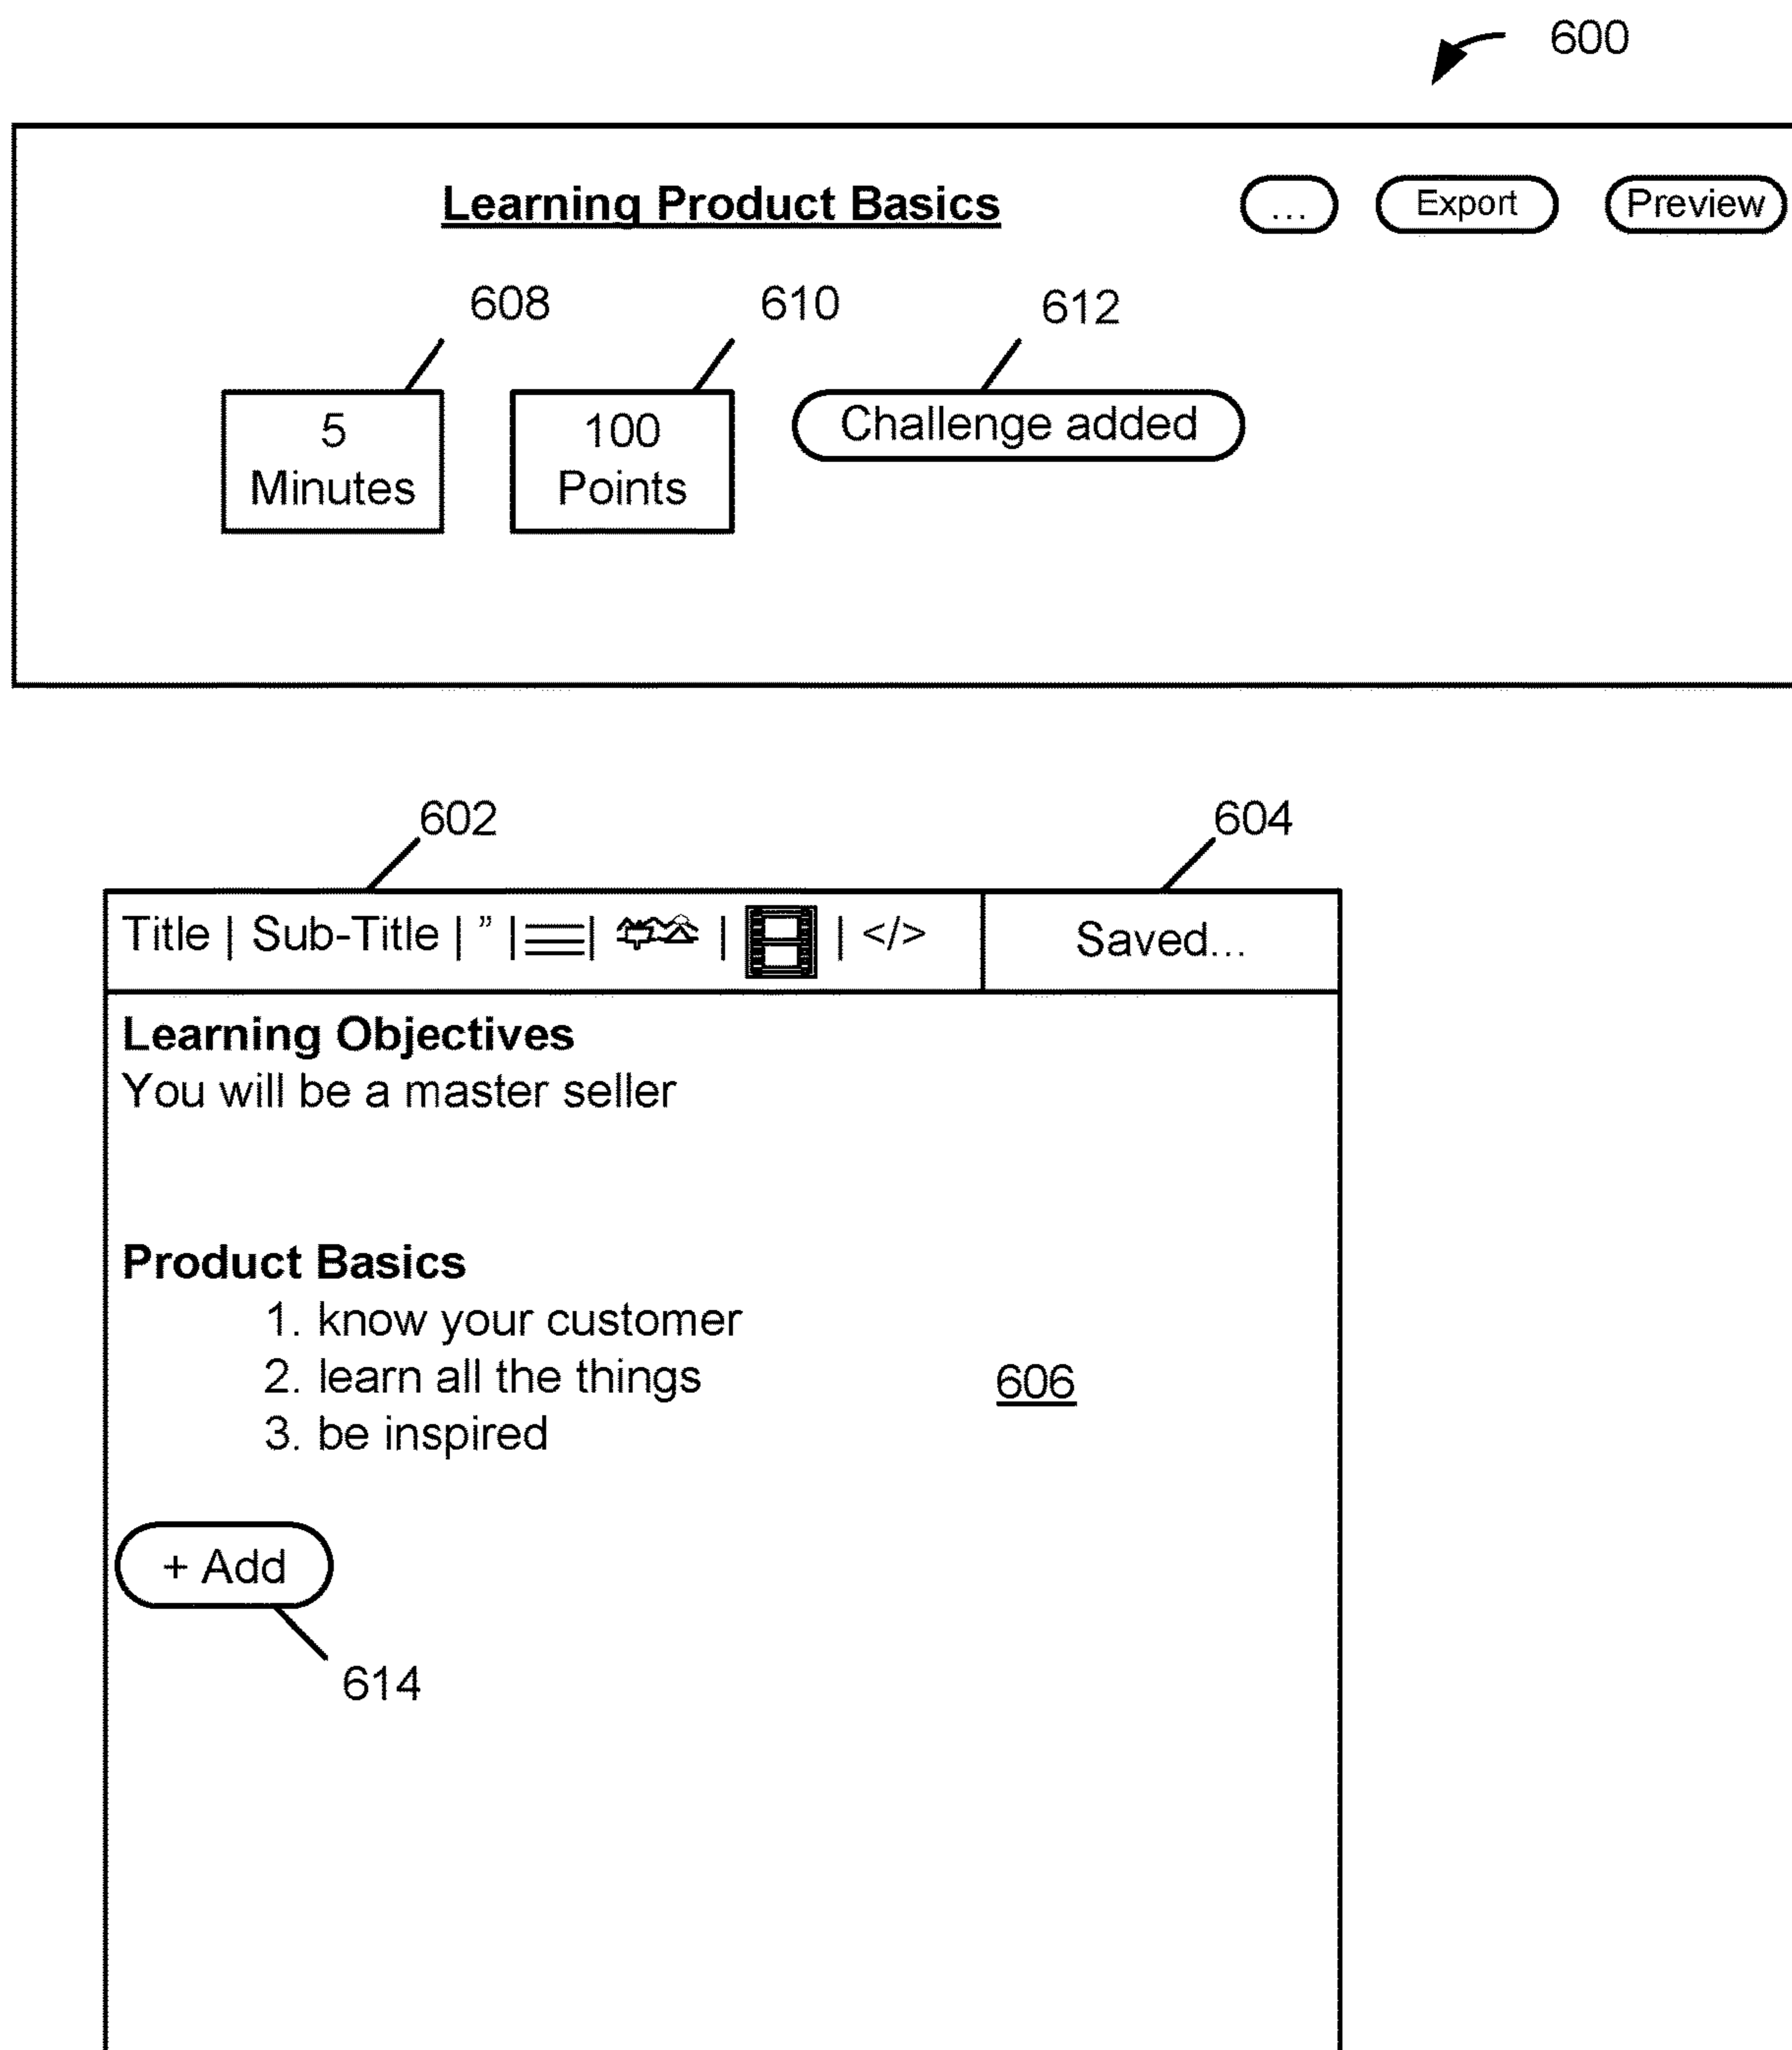 600
Learning Product Basics ... Export Preview
608 610 612
5 Minutes
100 Points
Challenge added
602 604
Title | Sub-Title | ” | | | | </> Saved...
Learning Objectives
You will be a master seller
Product Basics
1. know your customer
2. learn all the things
606
3. be inspired
+ Add
614